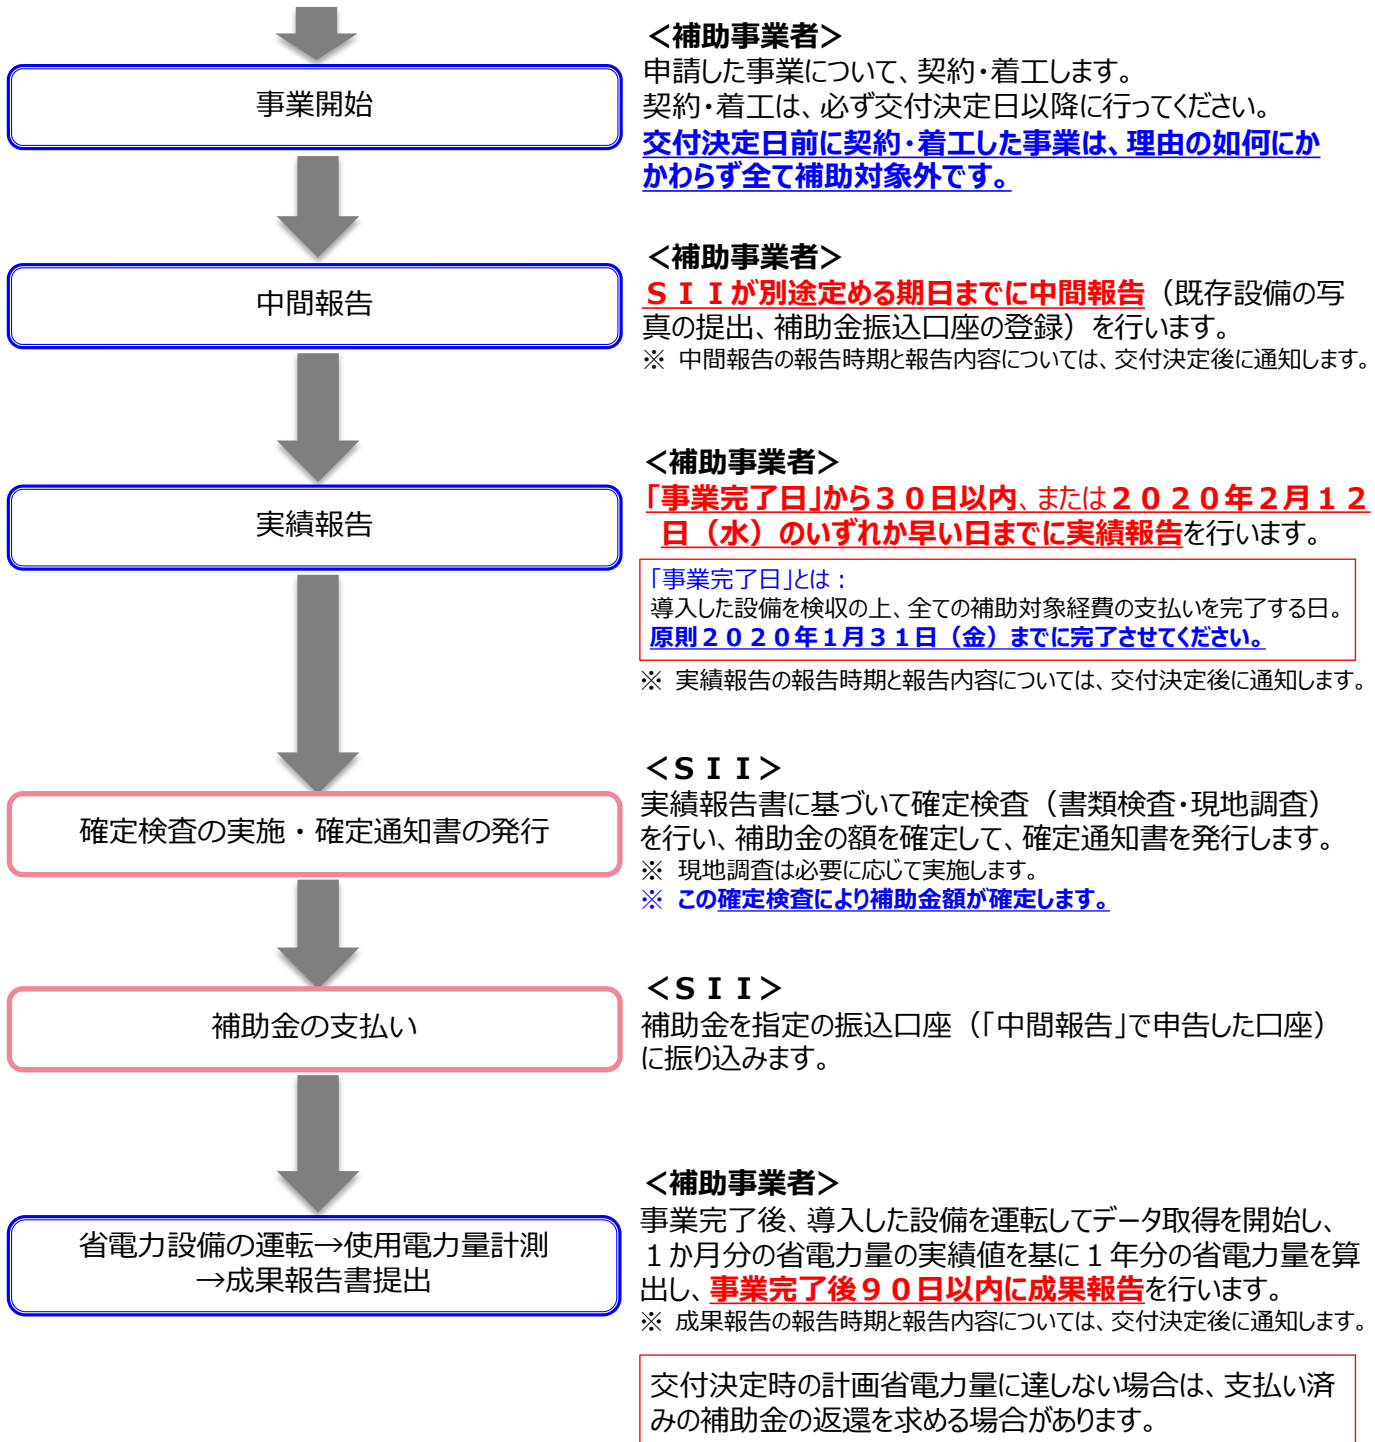 事業開始
＜補助事業者＞
申請した事業について、契約・着工します。
契約・着工は、必ず交付決定日以降に行ってください。
交付決定日前に契約・着工した事業は、理由の如何にか
かわらず全て補助対象外です。
中間報告
＜補助事業者＞
ＳＩＩが別途定める期日までに中間報告（既存設備の写
真の提出、補助金振込口座の登録）を行います。
※ 中間報告の報告時期と報告内容については、交付決定後に通知します。
実績報告
＜補助事業者＞
「事業完了日」から３０日以内、または２０２０年２月１２
日（水）のいずれか早い日までに実績報告を行います。
「事業完了日」とは：
導入した設備を検収の上、全ての補助対象経費の支払いを完了する日。
原則２０２０年１月３１日（金）までに完了させてください。
※ 実績報告の報告時期と報告内容については、交付決定後に通知します。
確定検査の実施・確定通知書の発行
＜ＳＩＩ＞
実績報告書に基づいて確定検査（書類検査・現地調査）
を行い、補助金の額を確定して、確定通知書を発行します。
※ 現地調査は必要に応じて実施します。
※ この確定検査により補助金額が確定します。
補助金の支払い
＜ＳＩＩ＞
補助金を指定の振込口座（「中間報告」で申告した口座）
に振り込みます。
省電力設備の運転→使用電力量計測
→成果報告書提出
＜補助事業者＞
事業完了後、導入した設備を運転してデータ取得を開始し、
１か月分の省電力量の実績値を基に１年分の省電力量を算
出し、事業完了後９０日以内に成果報告を行います。
※ 成果報告の報告時期と報告内容については、交付決定後に通知します。
交付決定時の計画省電力量に達しない場合は、支払い済
みの補助金の返還を求める場合があります。